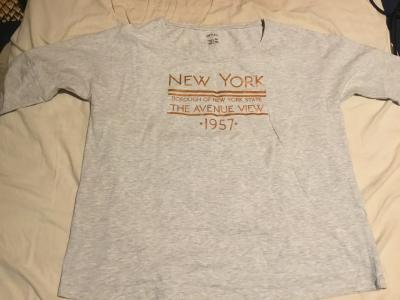 NEW YORK
BOROUGH OF NEW YORK STATE
THE AVENUE VIEW
·1957·